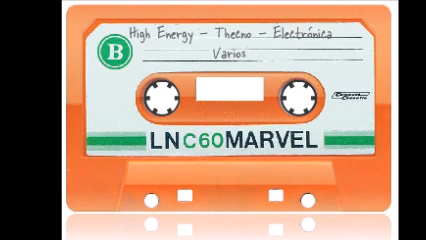 High Energy - Thecno - Electrónica
B
Varios
LNC60MARVEL